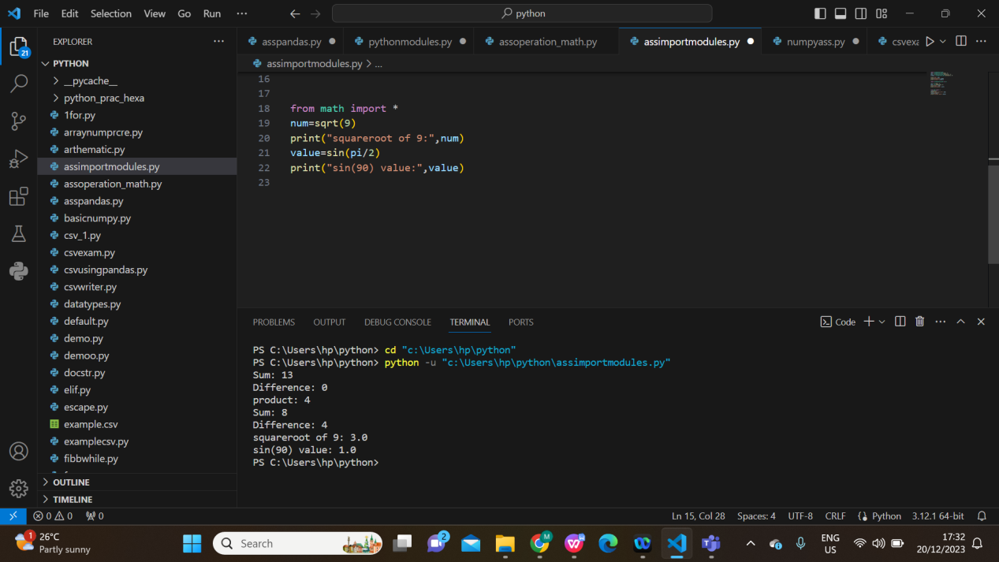 File Edit Selection View Go Run ···
python
EXPLORER
asspandas.py
pythonmodules.py
assoperation_math.py
assimportmodules.py
numpyass.py
csvexa
21
PYTHON
__pycache__
python_prac_hexa
1for.py
arraynumprcre.py
arthematic.py
assimportmodules.py
assoperation_math.py
asspandas.py
basicnumpy.py
csv_1.py
csvexam.py
csvusingpandas.py
csvwriter.py
datatypes.py
default.py
demo.py
demoo.py
docstr.py
elif.py
escape.py
example.csv
examplecsv.py
fibbwhile.py
OUTLINE
TIMELINE
assimportmodules.py > ...
16
17
18 from math import *
19 num=sqrt(9)
20 print("squareroot of 9:",num)
21 value=sin(pi/2)
22 print("sin(90) value:",value)
23
PROBLEMS OUTPUT DEBUG CONSOLE TERMINAL PORTS
Code
PS C:\Users\hp\python> cd "c:\Users\hp\python"
PS C:\Users\hp\python> python -u "c:\Users\hp\python\assimportmodules.py"
Sum: 13
Difference: 0
product: 4
Sum: 8
Difference: 4
squareroot of 9: 3.0
sin(90) value: 1.0
PS C:\Users\hp\python>
0 0 0
Ln 15, Col 28 Spaces: 4 UTF-8 CRLF Python 3.12.1 64-bit
1
26°C
Partly sunny
Search
2
M
W
ENG
US
17:32
20/12/2023